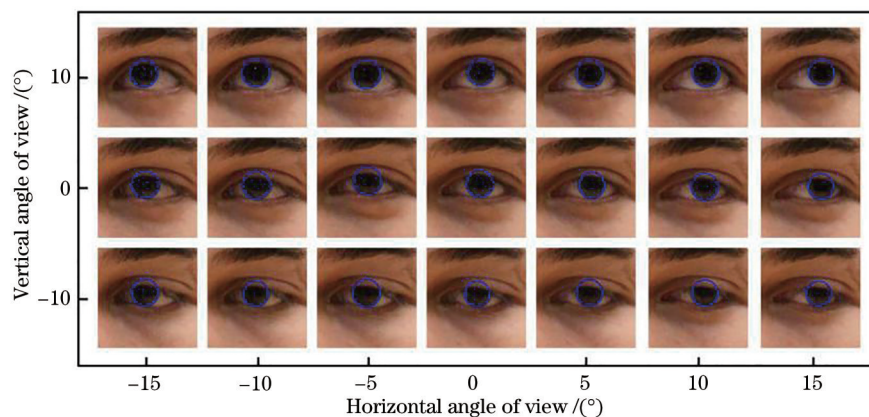 Vertical angle of view /(°)
10
0
−10
−15 −10 −5 0 5 10 15
Horizontal angle of view /(°)